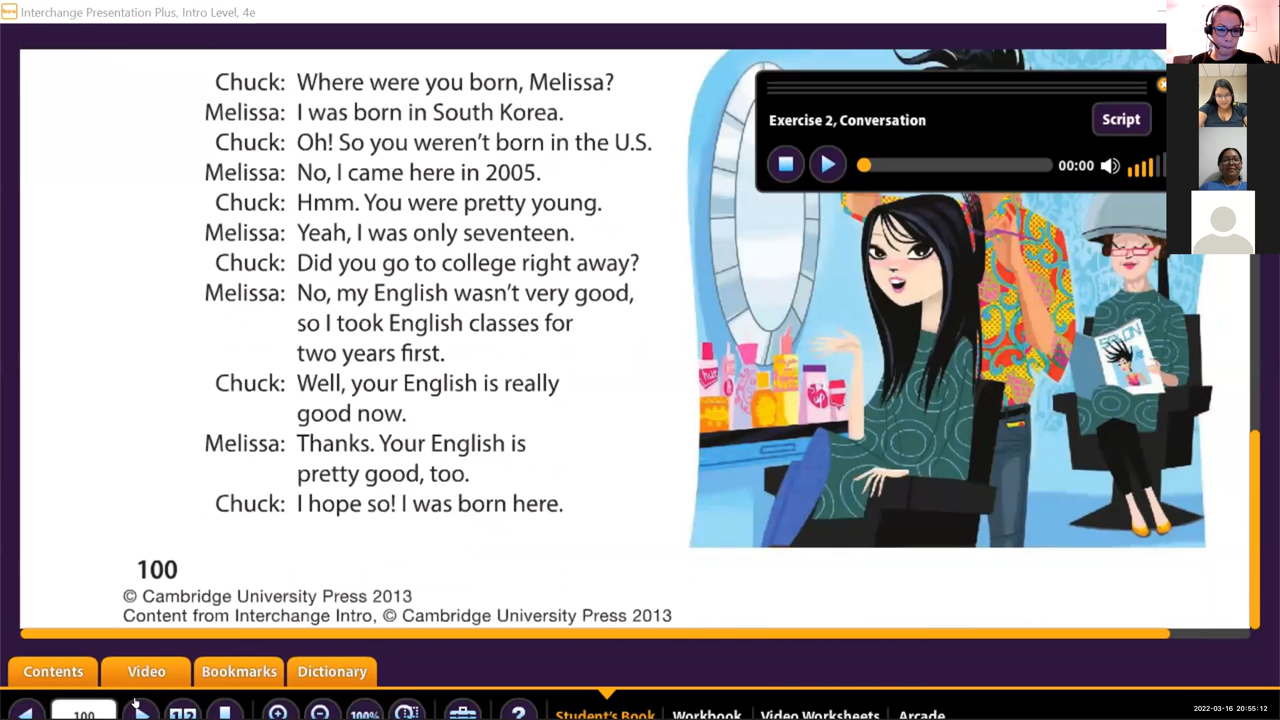 Interchange Presentation Plus, Intro Level, 4e
Chuck: Where were you born, Melissa?
Melissa: I was born in South Korea.
Chuck: Oh! So you weren't born in the U.S.
Melissa: No, I came here in 2005.
Chuck: Hmm. You were pretty young.
Melissa: Yeah, I was only seventeen.
Chuck: Did you go to college right away?
Melissa: No, my English wasn't very good,
so I took English classes for
two years first.
Chuck: Well, your English is really
good now.
Melissa: Thanks. Your English is
pretty good, too.
Chuck: I hope so! I was born here.
Exercise 2, Conversation
Script
00:00
SALON
100
© Cambridge University Press 2013
Content from Interchange Intro, © Cambridge University Press 2013
Contents
Video
Bookmarks
Dictionary
100
100%
?
Student's Book
Workbook
Video Worksheets
Arcade
2022-03-16 20:55:12